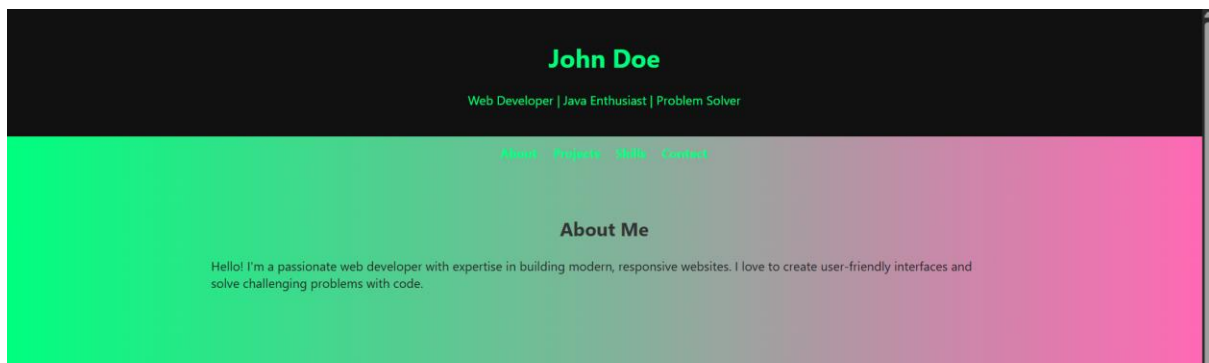 John Doe
Web Developer | Java Enthusiast | Problem Solver
About Projects Skills Contact
About Me
Hello! I'm a passionate web developer with expertise in building modern, responsive websites. I love to create user-friendly interfaces and
solve challenging problems with code.